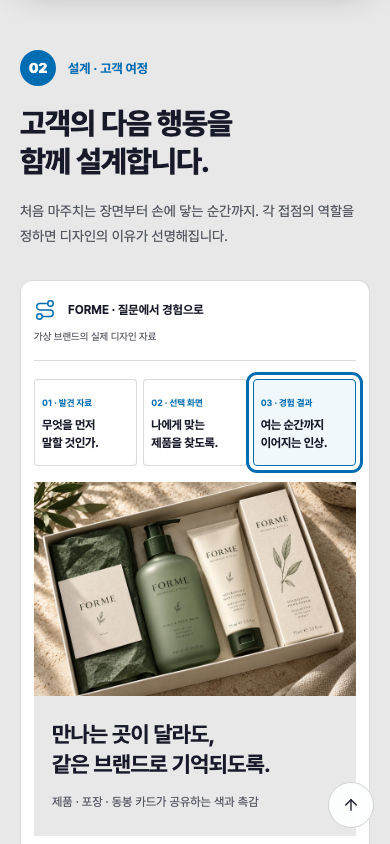 02
설계 · 고객 여정
고객의 다음 행동을
함께 설계합니다.
처음 마주치는 장면부터 손에 닿는 순간까지. 각 접점의 역할을
정하면 디자인의 이유가 선명해집니다.
FORME · 질문에서 경험으로
가상 브랜드의 실제 디자인 자료
01 · 발견 자료
무엇을 먼저
말할 것인가.
02 · 선택 화면
나에게 맞는
제품을 찾도록.
03 · 경험 결과
여는 순간까지
이어지는 인상.
FORME
FORME
FORME
FORME
만나는 곳이 달라도,
같은 브랜드로 기억되도록.
제품 · 포장 · 동봉 카드가 공유하는 색과 촉감